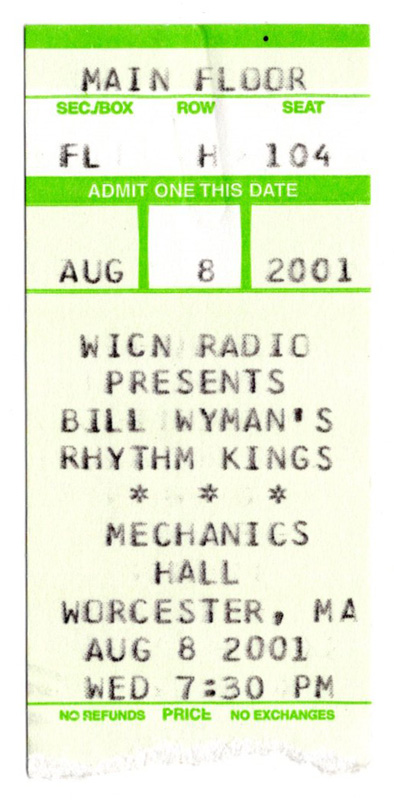 MAIN FLOOR
SEC./BOX ROW SEAT
FL H 104
ADMIT ONE THIS DATE
AUG 8 2001
WICN RADIO
PRESENTS
BILL WYMAN'S
RHYTHM KINGS
* * *
MECHANICS
HALL
WORCESTER, MA
AUG 8 2001
WED 7:30 PM
NO REFUNDS PRICE NO EXCHANGES